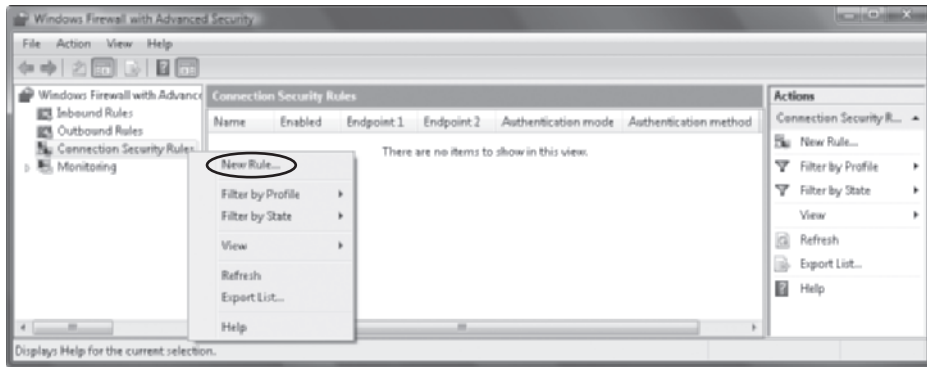 Windows Firewall with Advanced Security
File Action View Help
Windows Firewall with Advance
Inbound Rules
Outbound Rules
Connection Security Rules
Monitoring
Connection Security Rules
Name Enabled Endpoint 1 Endpoint 2 Authentication mode Authentication method
There are no items to show in this view.
New Rule...
Filter by Profile
Filter by State
View
Refresh
Export List...
Help
Actions
Connection Security R...
New Rule...
Filter by Profile
Filter by State
View
Refresh
Export List...
Help
Displays Help for the current selection.